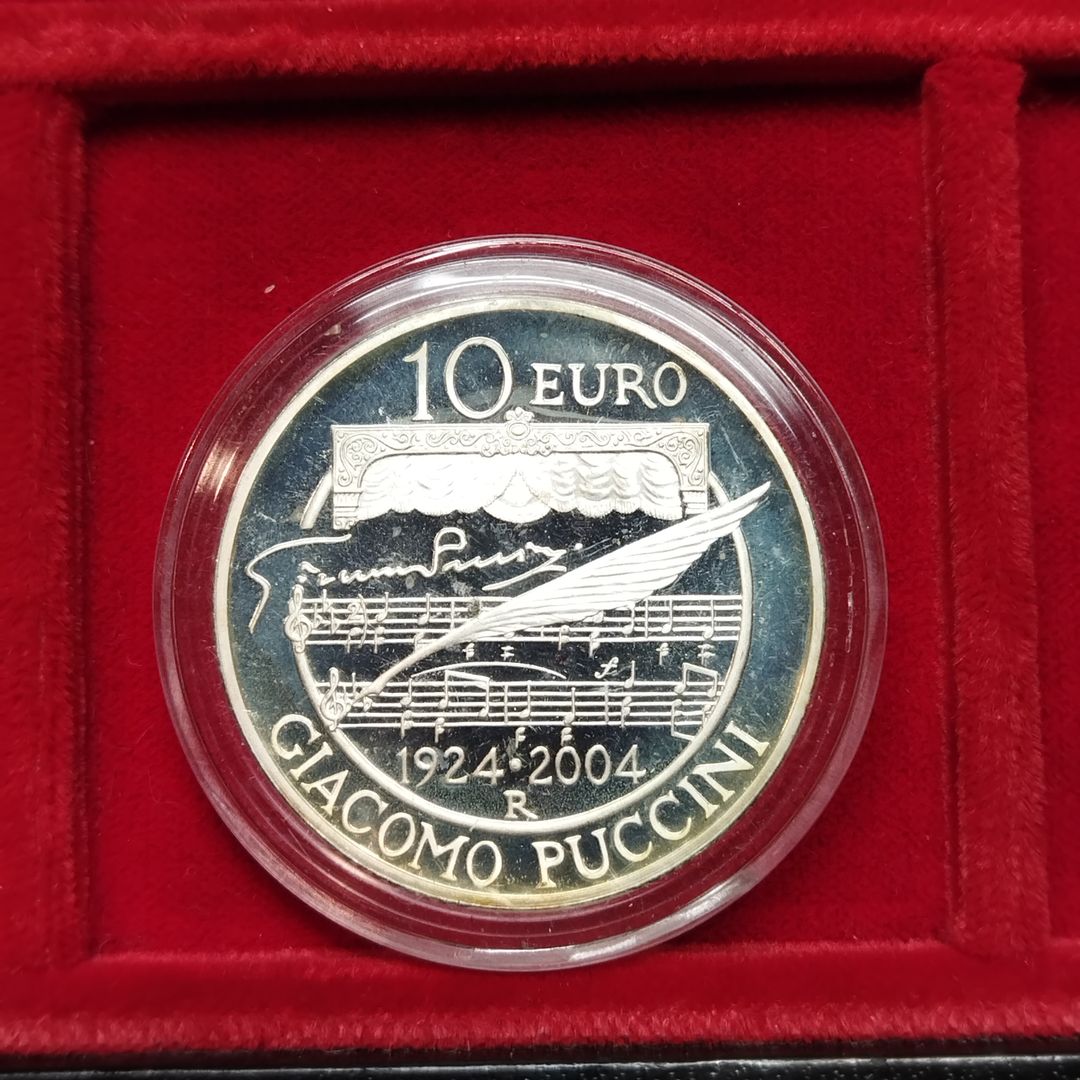 10 EURO
1924·2004
R
GIACOMO PUCCINI